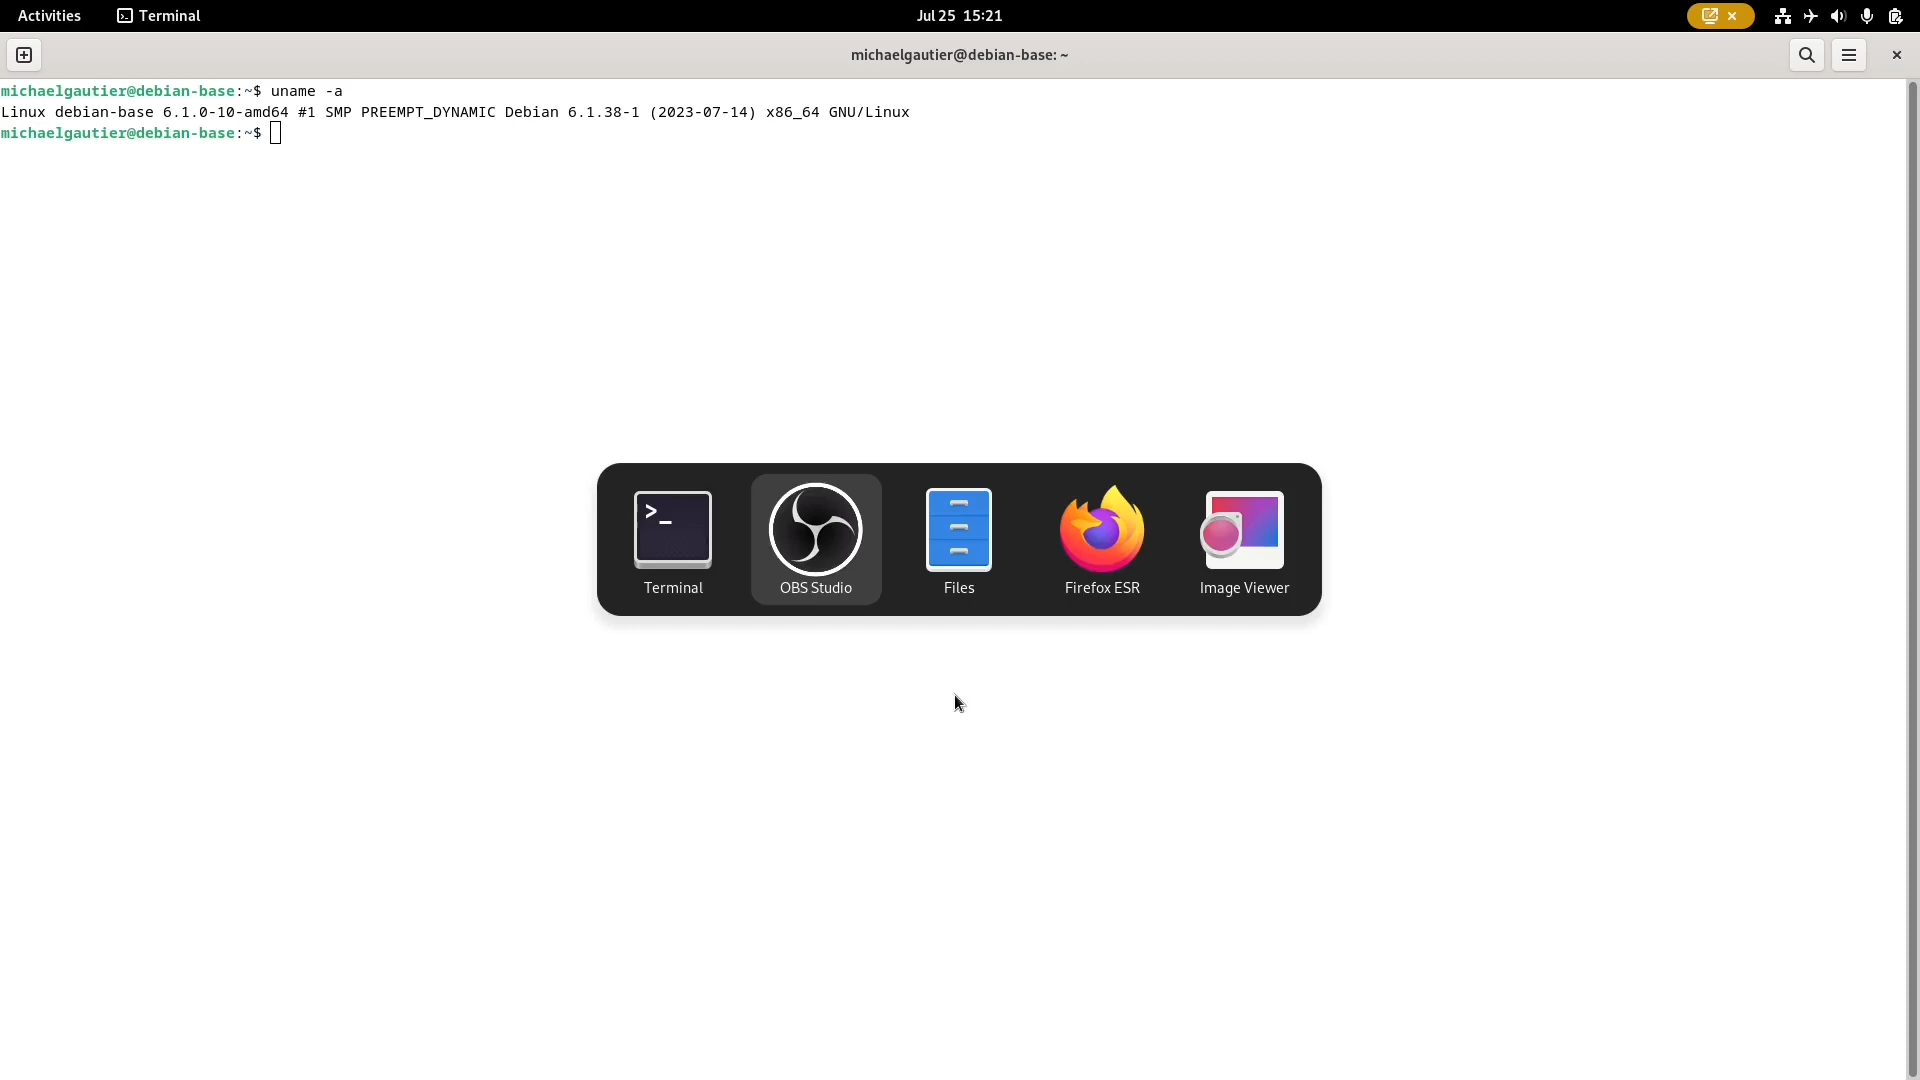 Activities Terminal Jul 25 15:21
michaelgautier@debian-base: ~
michaelgautier@debian-base:~$ uname -a
Linux debian-base 6.1.0-10-amd64 #1 SMP PREEMPT_DYNAMIC Debian 6.1.38-1 (2023-07-14) x86_64 GNU/Linux
michaelgautier@debian-base:~$
>_
Terminal OBS Studio Files Firefox ESR Image Viewer